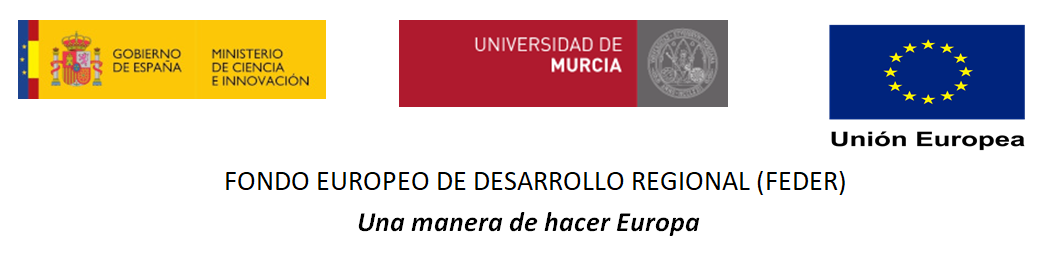 GOBIERNO
DE ESPAÑA
MINISTERIO
DE CIENCIA
E INNOVACIÓN
UNIVERSIDAD DE
MURCIA
Unión Europea
FONDO EUROPEO DE DESARROLLO REGIONAL (FEDER)
Una manera de hacer Europa